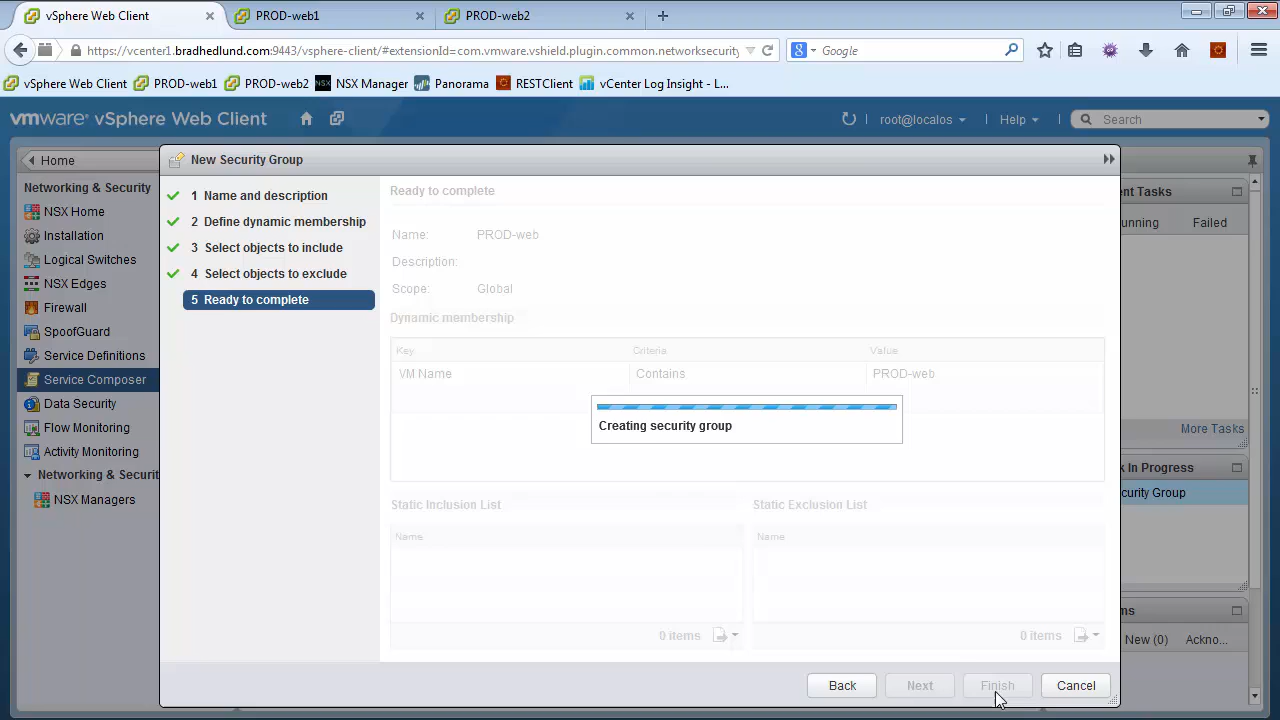 vSphere Web Client
PROD-web1
PROD-web2
https://vcenter1.bradhedlund.com:9443/vsphere-client/#extensionId=com.vmware.vshield.plugin.common.networksecurity
Google
vSphere Web Client
PROD-web1
PROD-web2
NSX Manager
Panorama
RESTClient
vCenter Log Insight - L...
vmware vSphere Web Client
root@localos
Help
Search
Home
Networking & Security
NSX Home
Installation
Logical Switches
NSX Edges
Firewall
SpoofGuard
Service Definitions
Service Composer
Data Security
Flow Monitoring
Activity Monitoring
Networking & Securit
NSX Managers
New Security Group
1 Name and description
2 Define dynamic membership
3 Select objects to include
4 Select objects to exclude
5 Ready to complete
Ready to complete
Name: PROD-web
Description:
Scope: Global
Dynamic membership
Key Criteria Value
VM Name Contains PROD-web
Creating security group
Static Inclusion List
Name
0 items
Static Exclusion List
Name
0 items
Back
Next
Finish
Cancel
ent Tasks
unning Failed
More Tasks
k In Progress
curity Group
ms
New (0) Ackno...